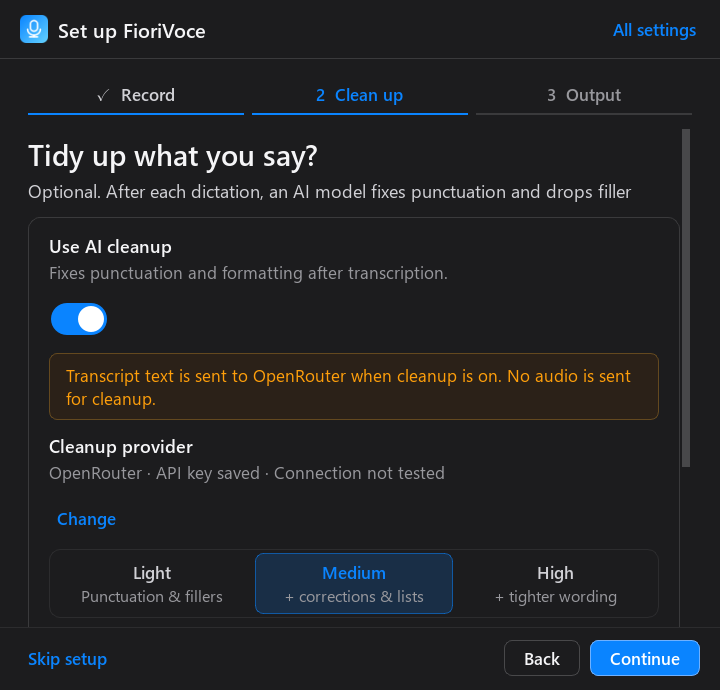 Set up FioriVoce
All settings
✓ Record
2 Clean up
3 Output
Tidy up what you say?
Optional. After each dictation, an AI model fixes punctuation and drops filler
Use AI cleanup
Fixes punctuation and formatting after transcription.
Transcript text is sent to OpenRouter when cleanup is on. No audio is sent
for cleanup.
Cleanup provider
OpenRouter · API key saved · Connection not tested
Change
Light
Punctuation & fillers
Medium
+ corrections & lists
High
+ tighter wording
Skip setup
Back
Continue